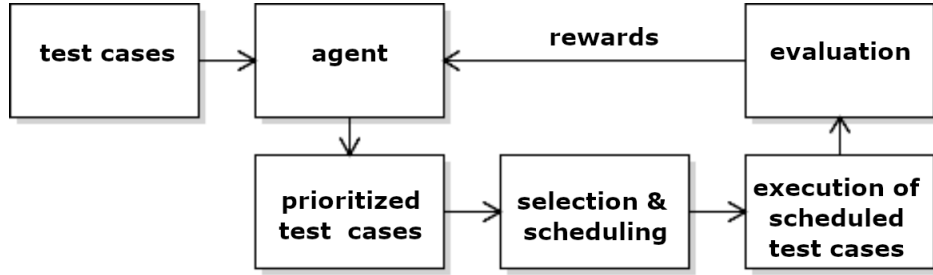 test cases
agent
rewards
evaluation
prioritized
test cases
selection &
scheduling
execution of
scheduled
test cases